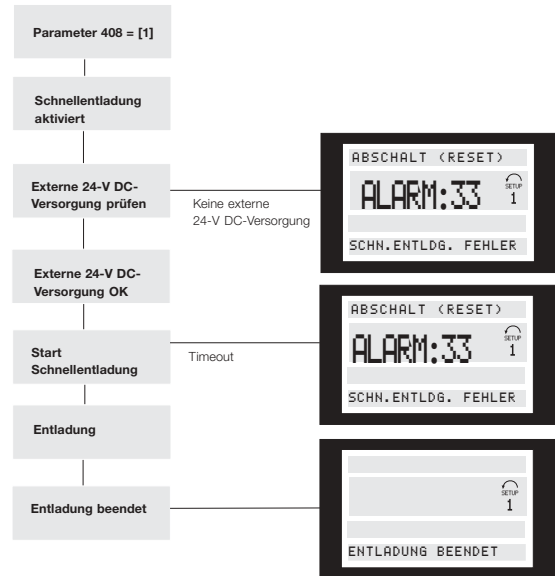 Parameter 408 = [1]
Schnellentladung
aktiviert
Externe 24-V DC-
Versorgung prüfen
Keine externe
24-V DC-Versorgung
ABSCHALT (RESET)
ALARM:33
SETUP
1
SCHN.ENTLDG. FEHLER
Externe 24-V DC-
Versorgung OK
Start
Schnellentladung
Timeout
ABSCHALT (RESET)
ALARM:33
SETUP
1
SCHN.ENTLDG. FEHLER
Entladung
Entladung beendet
SETUP
1
ENTLADUNG BEENDET